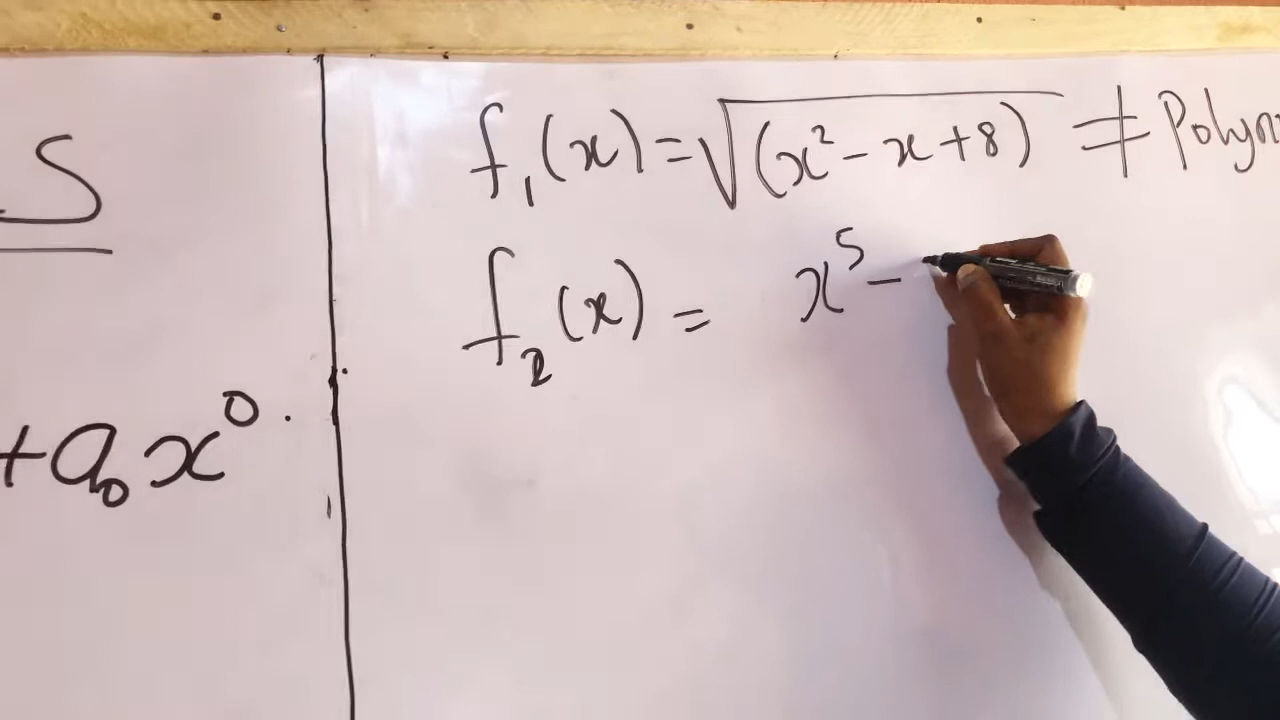 S
+a₀x⁰.
f₁(x)=√(x²-x+8) ≠ Polyn
f₂(x) = x⁵-